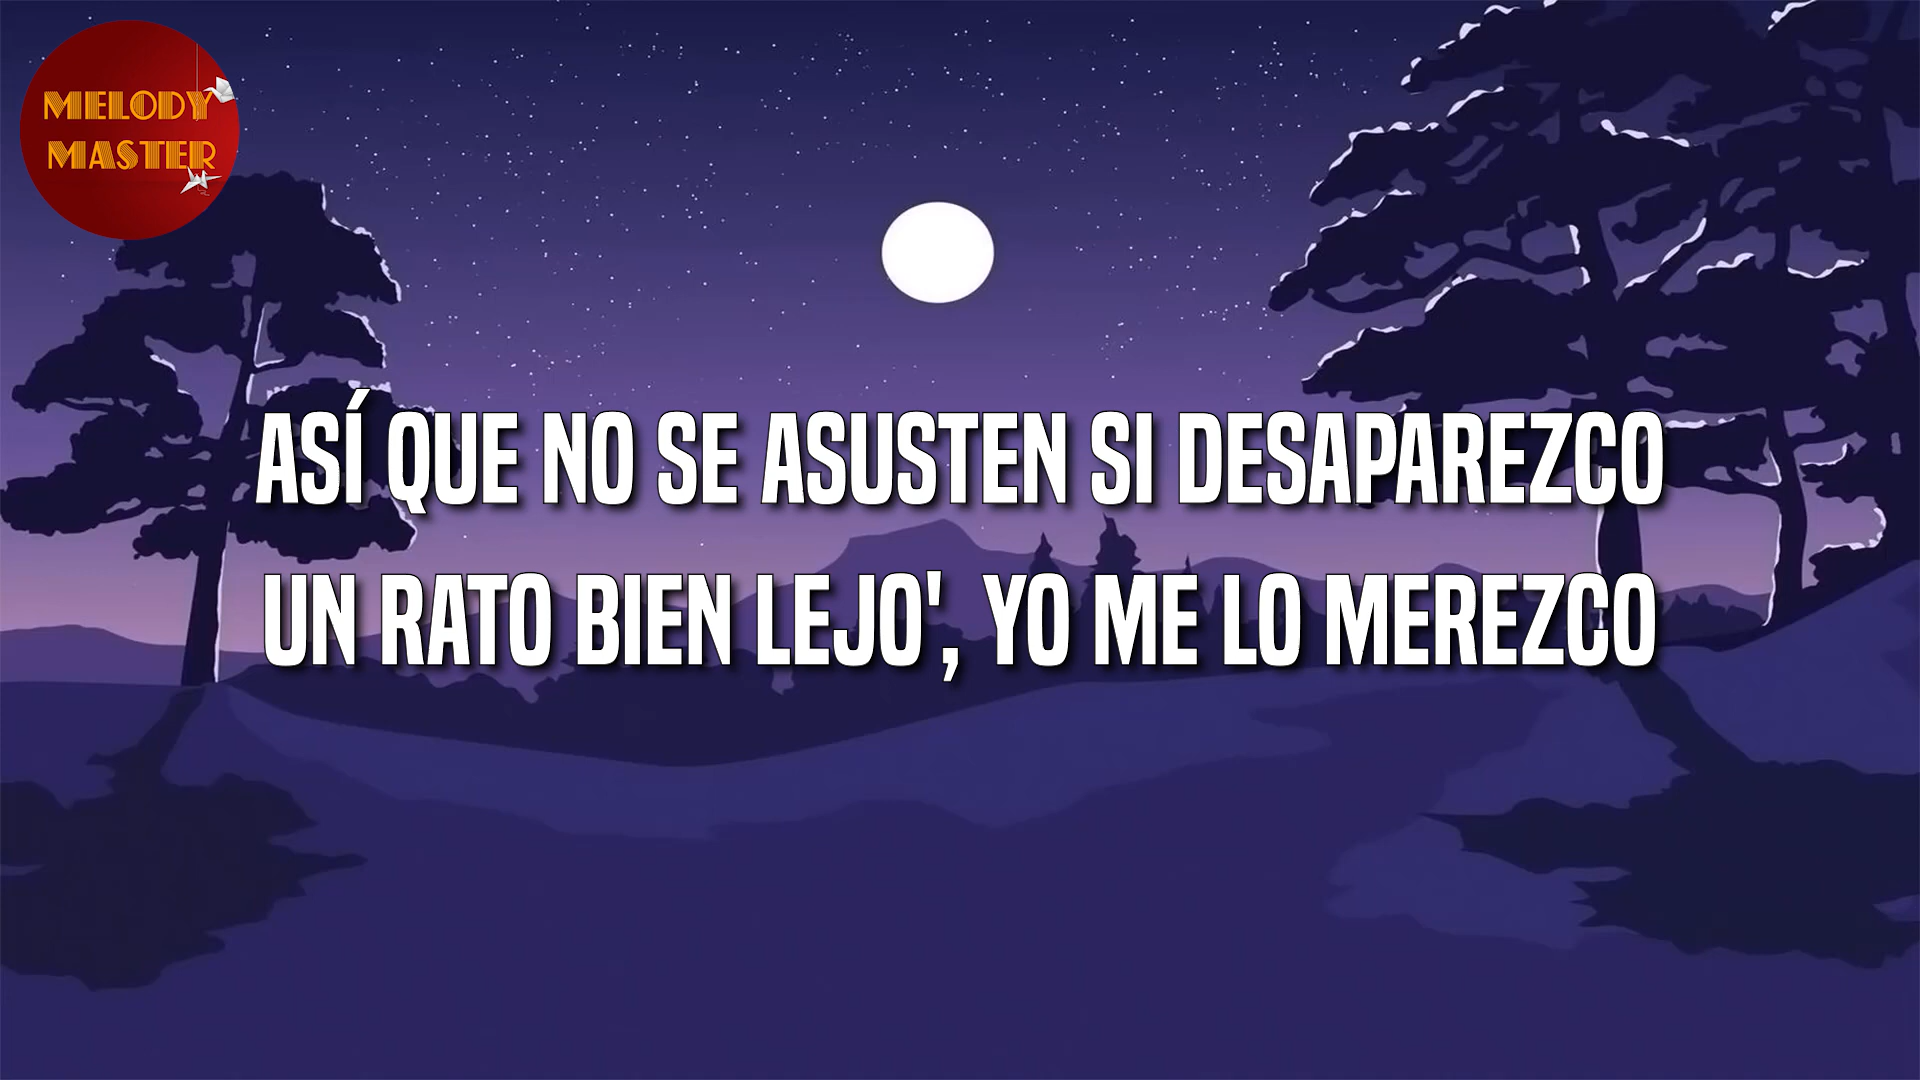 MELODY
MASTER
ASÍ QUE NO SE ASUSTEN SI DESAPAREZCO
UN RATO BIEN LEJO', YO ME LO MEREZCO